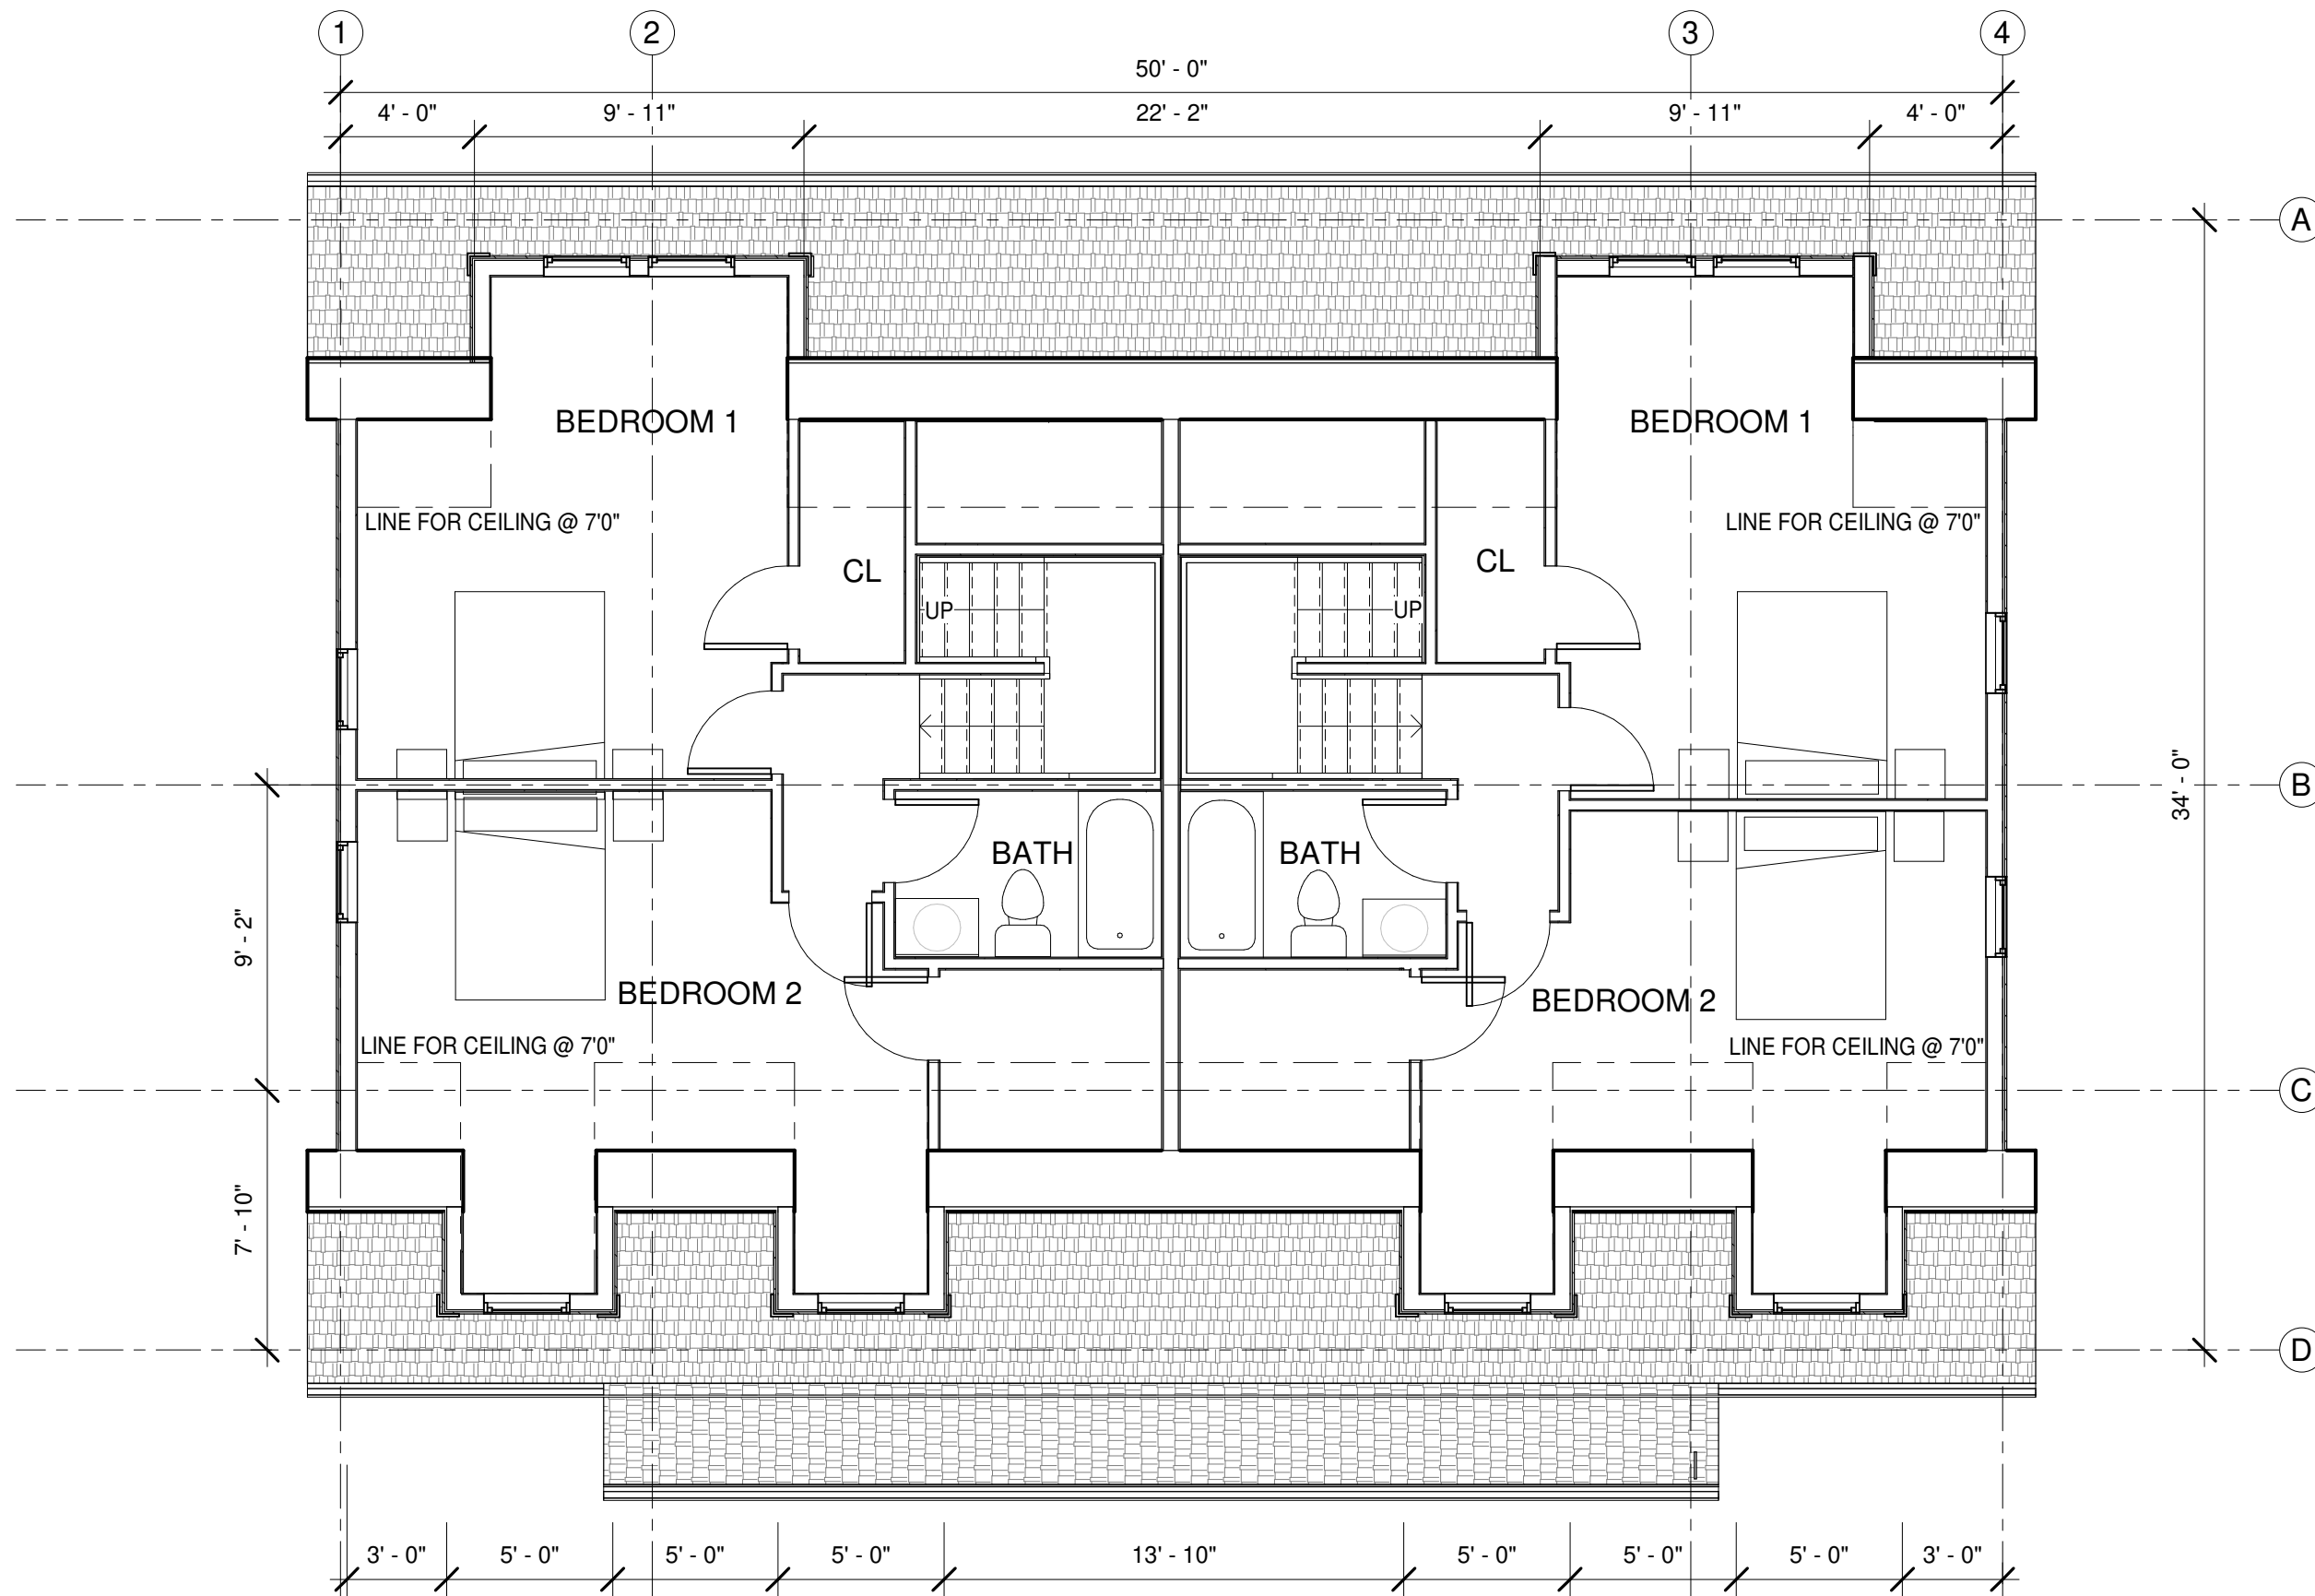 1
2
3
4
50' - 0"
4' - 0"
9' - 11"
22' - 2"
9' - 11"
4' - 0"
A
BEDROOM 1
BEDROOM 1
LINE FOR CEILING @ 7'0"
LINE FOR CEILING @ 7'0"
CL
CL
UP
UP
34' - 0"
B
BATH
BATH
9' - 2"
BEDROOM 2
BEDROOM 2
LINE FOR CEILING @ 7'0"
LINE FOR CEILING @ 7'0"
C
7' - 10"
D
3' - 0"
5' - 0"
5' - 0"
5' - 0"
13' - 10"
5' - 0"
5' - 0"
5' - 0"
3' - 0"